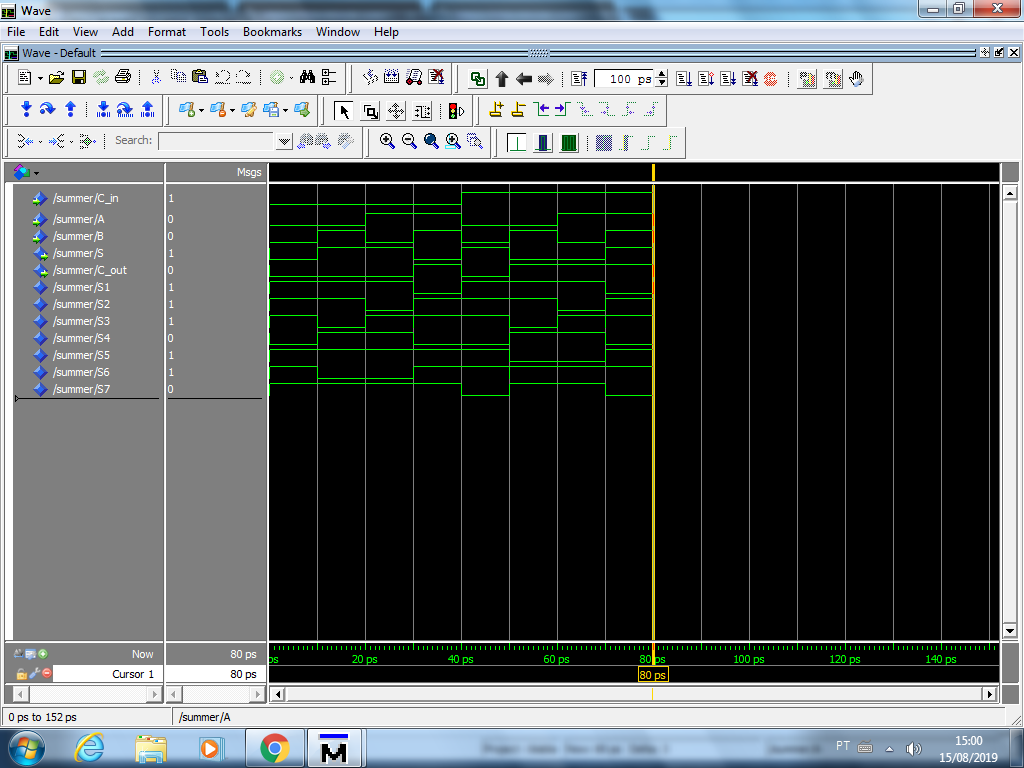 Wave
File Edit View Add Format Tools Bookmarks Window Help
Wave - Default
100 ps
Search:
Msgs
/summer/C_in 1
/summer/A 0
/summer/B 0
/summer/S 1
/summer/C_out 0
/summer/S1 1
/summer/S2 1
/summer/S3 1
/summer/S4 0
/summer/S5 1
/summer/S6 1
/summer/S7 0
Now 80 ps
ps 20 ps 40 ps 60 ps 80 ps 100 ps 120 ps 140 ps
Cursor 1 80 ps
80 ps
0 ps to 152 ps /summer/A
M
PT
15:00
15/08/2019